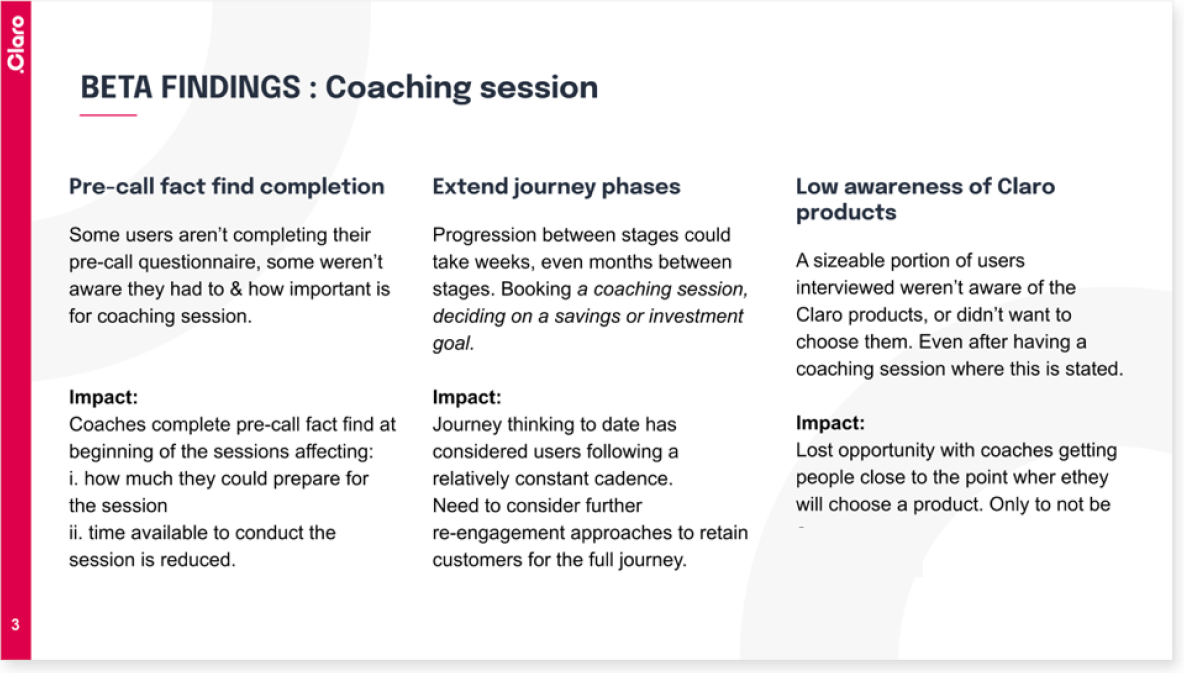 .Claro
BETA FINDINGS : Coaching session
Pre-call fact find completion
Some users aren’t completing their
pre-call questionnaire, some weren’t
aware they had to & how important is
for coaching session.
Impact:
Coaches complete pre-call fact find at
beginning of the sessions affecting:
i. how much they could prepare for
the session
ii. time available to conduct the
session is reduced.
Extend journey phases
Progression between stages could
take weeks, even months between
stages. Booking a coaching session,
deciding on a savings or investment
goal.
Impact:
Journey thinking to date has
considered users following a
relatively constant cadence.
Need to consider further
re-engagement approaches to retain
customers for the full journey.
Low awareness of Claro
products
A sizeable portion of users
interviewed weren’t aware of the
Claro products, or didn’t want to
choose them. Even after having a
coaching session where this is stated.
Impact:
Lost opportunity with coaches getting
people close to the point wher ethey
will choose a product. Only to not be
3